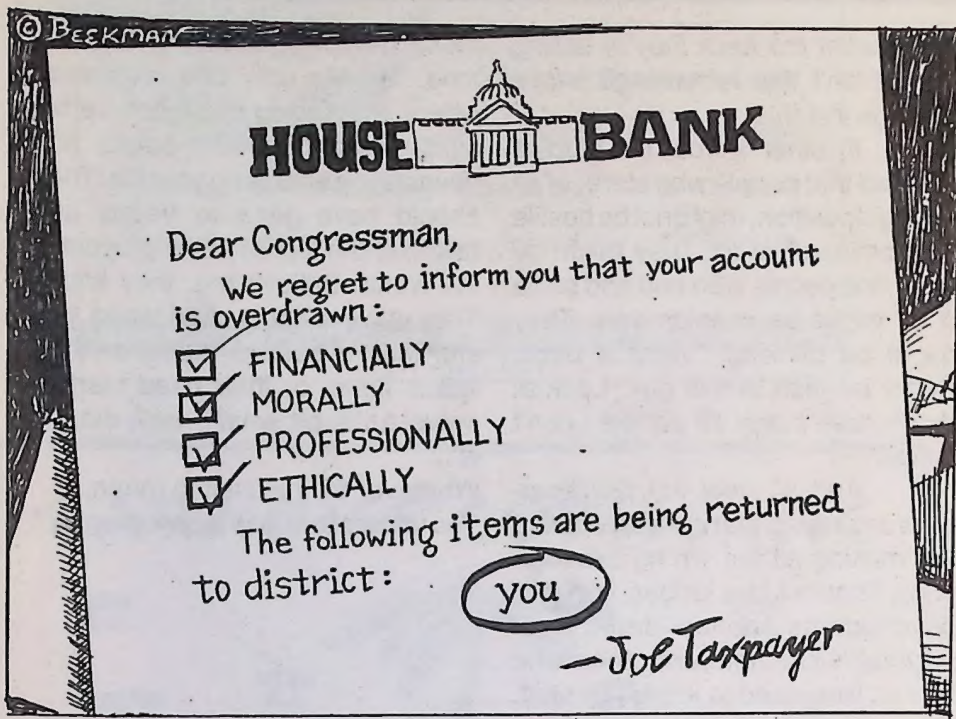 © BEEKMAN
HOUSE BANK
Dear Congressman,
We regret to inform you that your account
is overdrawn:
FINANCIALLY
MORALLY
PROFESSIONALLY
ETHICALLY
The following items are being returned
to district: you
— Joe Taxpayer